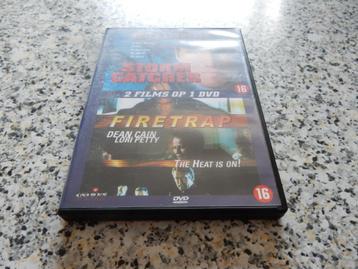 STORM
CATCHER
16
2 FILMS OP 1 DVD
FIRETRAP
DEAN CAIN
LORI PETTY
THE HEAT IS ON!
16
DVD